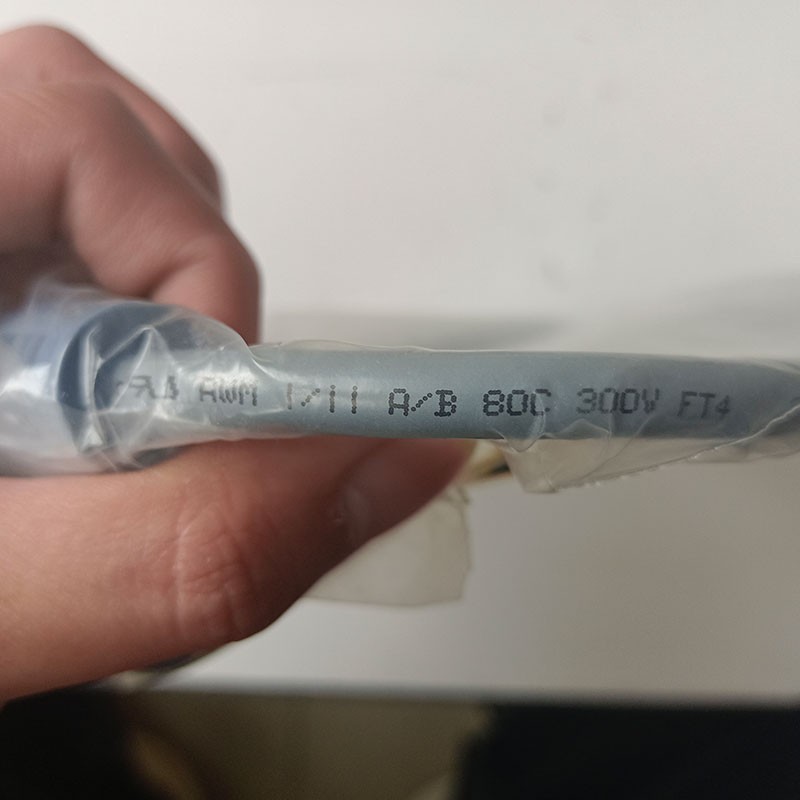 AWM I/II A/B 80C 300V FT4